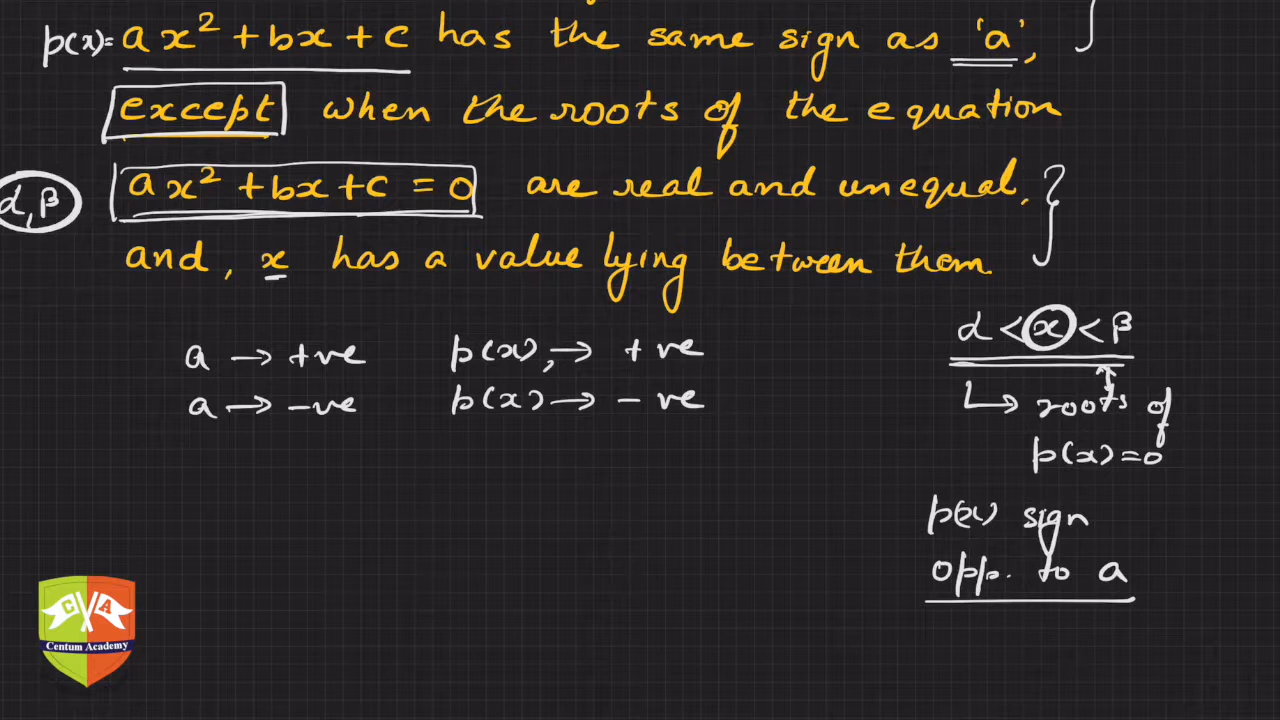 p(x)= ax² + bx + c has the same sign as 'a',
except when the roots of the equation
α, β ax² + bx + c = 0 are real and unequal,
and, x has a value lying between them
α < x < β
a → +ve p(x), → +ve
a → -ve p(x) → - ve
↳ roots of
p(x)=0
p(x) sign
opp. to a
C A
Centum Academy